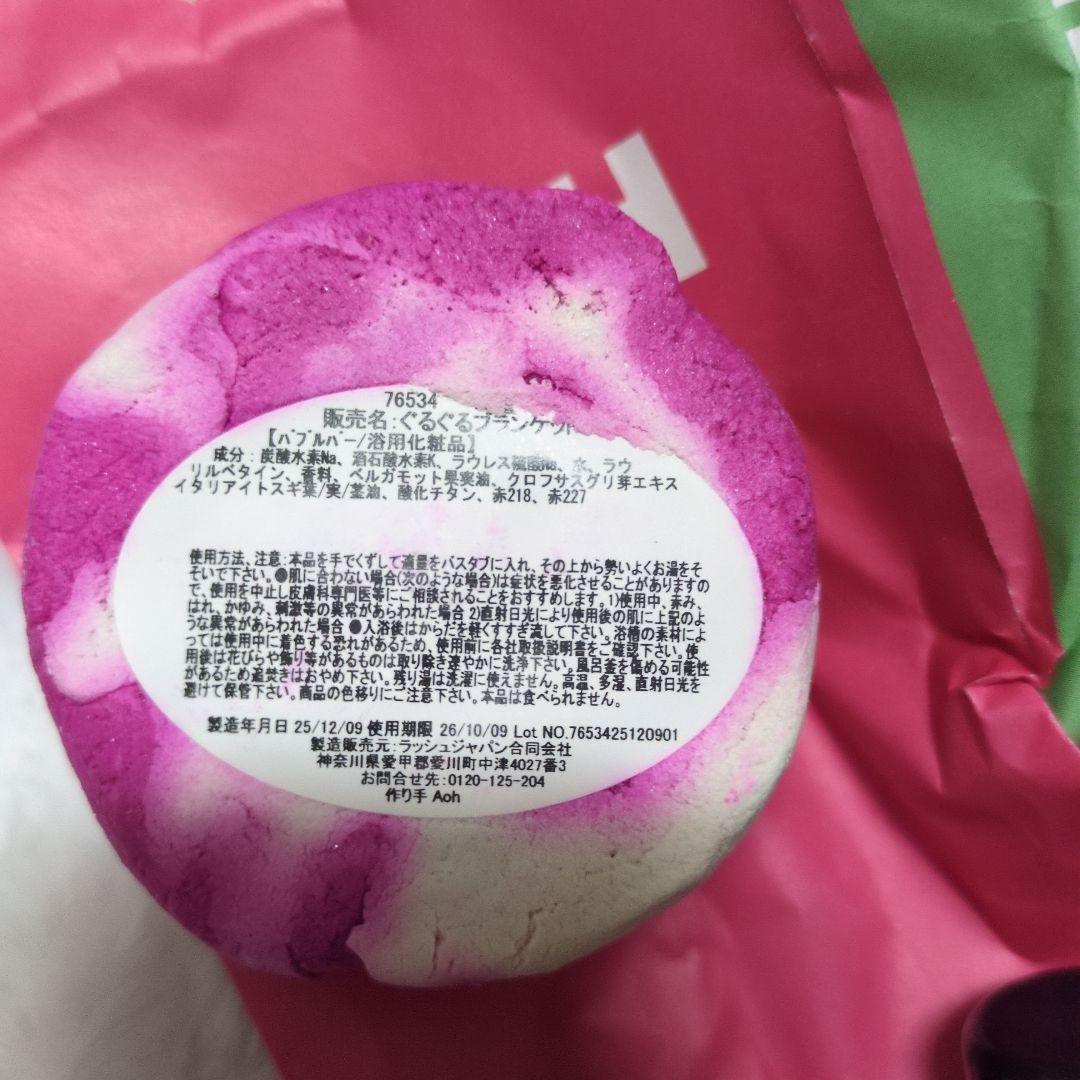 76534
販売名:ぐるぐるブランケット
【バブルバー/浴用化粧品】
成分:炭酸水素Na、酒石酸水素K、ラウレス硫酸Na、水、ラウ
リルベタイン、香料、ベルガモット果実油、クロフサスグリ芽エキス
イタリアイトスギ葉/実/茎油、酸化チタン、赤218、赤227
使用方法、注意:本品を手でくずして適量をバスタブに入れ、その上から勢いよくお湯をそ
そいで下さい。●肌に合わない場合(次のような場合)は症状を悪化させることがありますの
で、使用を中止し皮膚科専門医等にご相談されることをおすすめします。1)使用中、赤み、
はれ、かゆみ、刺激等の異常があらわれた場合 2)直射日光により使用後の肌に上記のよ
うな異常があらわれた場合 ●入浴後はからだを軽くすすぎ流して下さい。浴槽の素材によ
っては使用中に着色する恐れがあるため、使用前に各社取扱説明書をご確認下さい。使
用後は花びらや飾り等があるものは取り除き速やかに洗浄下さい。風呂釜を傷める可能性
があるため追焚きはおやめ下さい。残り湯は洗濯に使えません。高温、多湿、直射日光を
避けて保管下さい。商品の色移りにご注意下さい。本品は食べられません。
製造年月日 25/12/09 使用期限 26/10/09 Lot NO.7653425120901
製造販売元:ラッシュジャパン合同会社
神奈川県愛甲郡愛川町中津4027番3
お問合せ先:0120-125-204
作り手 Aoh